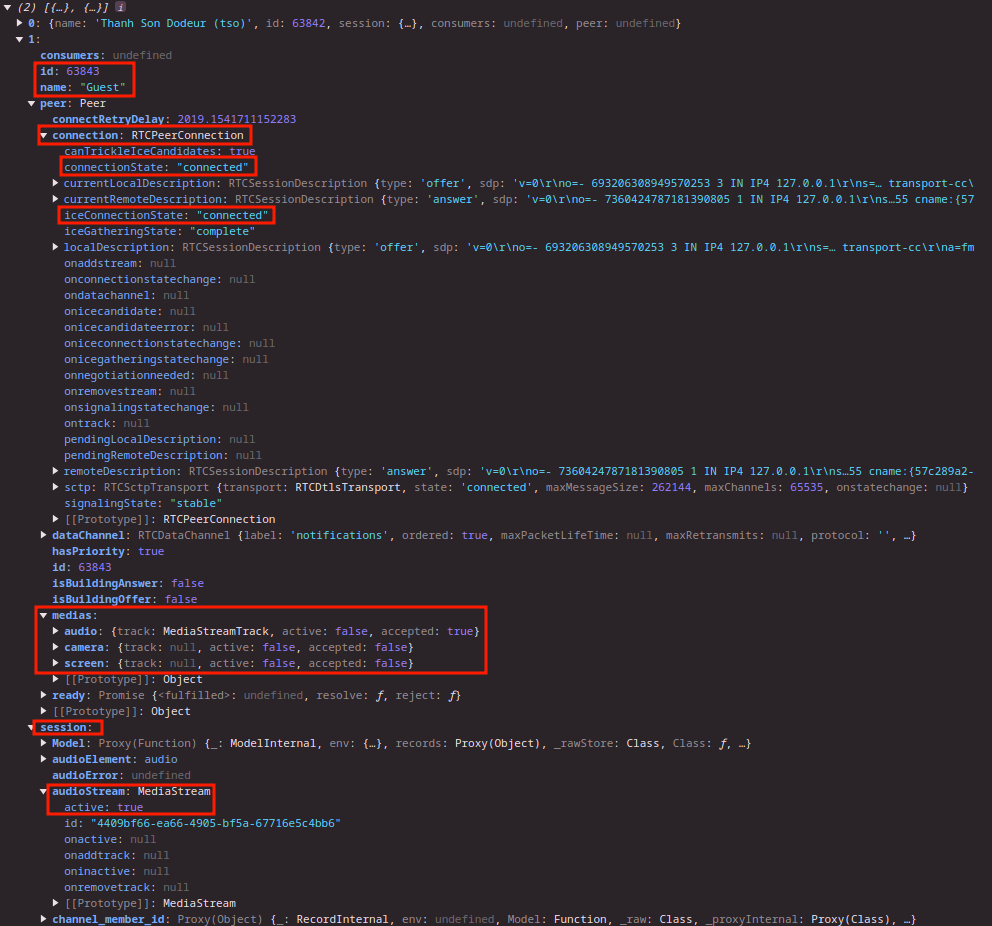 (2) [{…}, {…}] i
0: {name: 'Thanh Son Dodeur (tso)', id: 63842, session: {…}, consumers: undefined, peer: undefined}
1:
consumers: undefined
id: 63843
name: "Guest"
peer: Peer
connectRetryDelay: 2019.1541711152283
connection: RTCPeerConnection
canTrickleIceCandidates: true
connectionState: "connected"
currentLocalDescription: RTCSessionDescription {type: 'offer', sdp: 'v=0\r\no=- 693206308949570253 3 IN IP4 127.0.0.1\r\ns=… transport-cc\
currentRemoteDescription: RTCSessionDescription {type: 'answer', sdp: 'v=0\r\no=- 7360424787181390805 1 IN IP4 127.0.0.1\r\ns…55 cname:{57
iceConnectionState: "connected"
iceGatheringState: "complete"
localDescription: RTCSessionDescription {type: 'offer', sdp: 'v=0\r\no=- 693206308949570253 3 IN IP4 127.0.0.1\r\ns=… transport-cc\r\na=fm
onaddstream: null
onconnectionstatechange: null
ondatachannel: null
onicecandidate: null
onicecandidateerror: null
oniceconnectionstatechange: null
onicegatheringstatechange: null
onnegotiationneeded: null
onremovestream: null
onsignalingstatechange: null
ontrack: null
pendingLocalDescription: null
pendingRemoteDescription: null
remoteDescription: RTCSessionDescription {type: 'answer', sdp: 'v=0\r\no=- 7360424787181390805 1 IN IP4 127.0.0.1\r\ns…55 cname:{57c289a2-
sctp: RTCSctpTransport {transport: RTCDtlsTransport, state: 'connected', maxMessageSize: 262144, maxChannels: 65535, onstatechange: null}
signalingState: "stable"
[[Prototype]]: RTCPeerConnection
dataChannel: RTCDataChannel {label: 'notifications', ordered: true, maxPacketLifeTime: null, maxRetransmits: null, protocol: '', …}
hasPriority: true
id: 63843
isBuildingAnswer: false
isBuildingOffer: false
medias:
audio: {track: MediaStreamTrack, active: false, accepted: true}
camera: {track: null, active: false, accepted: false}
screen: {track: null, active: false, accepted: false}
[[Prototype]]: Object
ready: Promise {<fulfilled>: undefined, resolve: ƒ, reject: ƒ}
[[Prototype]]: Object
session:
Model: Proxy(Function) {_: ModelInternal, env: {…}, records: Proxy(Object), _rawStore: Class, Class: ƒ, …}
audioElement: audio
audioError: undefined
audioStream: MediaStream
active: true
id: "4409bf66-ea66-4905-bf5a-67716e5c4bb6"
onactive: null
onaddtrack: null
oninactive: null
onremovetrack: null
[[Prototype]]: MediaStream
channel_member_id: Proxy(Object) {_: RecordInternal, env: undefined, Model: Function, _raw: Class, _proxyInternal: Proxy(Class), …}